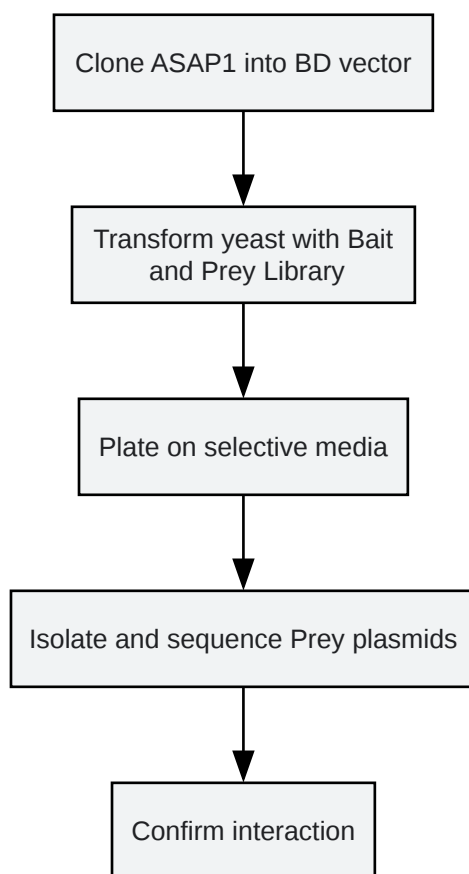 Clone ASAP1 into BD vector
Transform yeast with Bait
and Prey Library
Plate on selective media
Isolate and sequence Prey plasmids
Confirm interaction